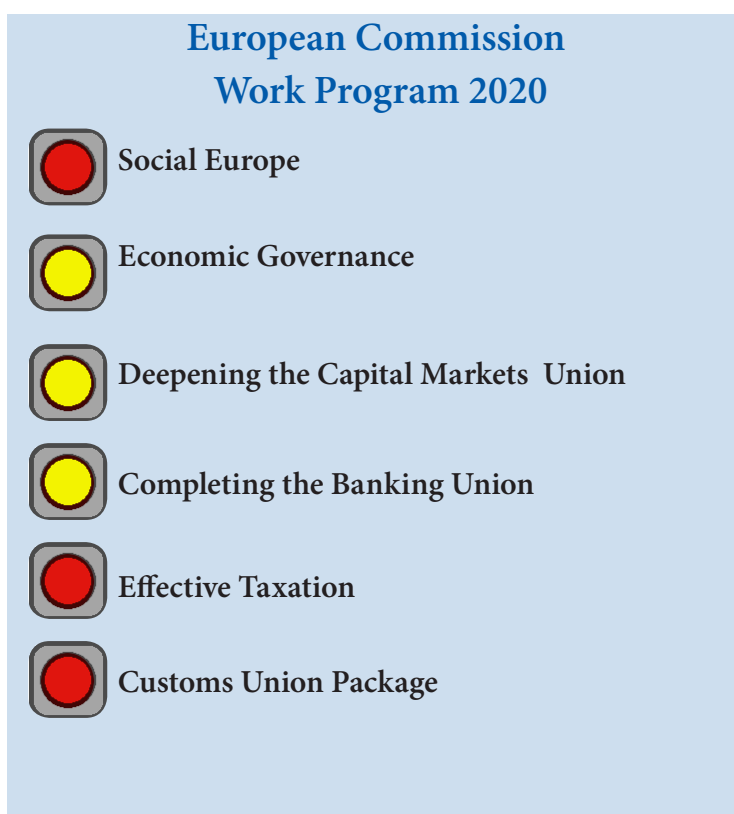 European Commission
Work Program 2020
Social Europe
Economic Governance
Deepening the Capital Markets Union
Completing the Banking Union
Effective Taxation
Customs Union Package